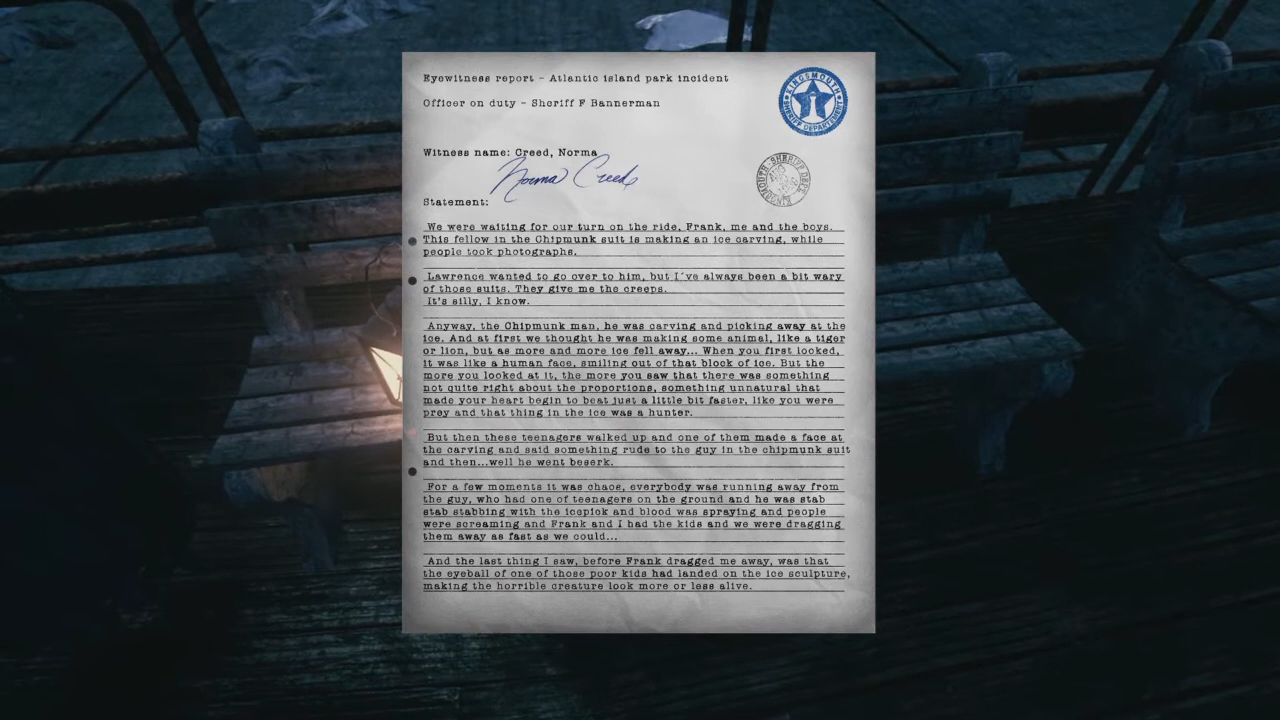 Eyewitness report - Atlantic island park incident
KINGSMOUTH
SHERIFF DEPARTEMENT
Officer on duty - Sheriff F Bannerman
Witness name: Creed, Norma
Norma Creed
SHERIFF DEPT.
Statement:
We were waiting for our turn on the ride, Frank, me and the boys.
This fellow in the Chipmunk suit is making an ice carving, while
people took photographs.
Lawrence wanted to go over to him, but I´ve always been a bit wary
of those suits. They give me the creeps.
It's silly, I know.
Anyway, the Chipmunk man, he was carving and picking away at the
ice. And at first we thought he was making some animal, like a tiger
or lion, but as more and more ice fell away... When you first looked,
it was like a human face, smiling out of that block of ice. But the
more you looked at it, the more you saw that there was something
not quite right about the proportions, something unnatural that
made your heart begin to beat just a little bit faster, like you were
prey and that thing in the ice was a hunter.
But then these teenagers walked up and one of them made a face at
the carving and said something rude to the guy in the chipmunk suit
and then...well he went beserk.
For a few moments it was chaos, everybody was running away from
the guy, who had one of teenagers on the ground and he was stab
stab stabbing with the icepick and blood was spraying and people
were screaming and Frank and I had the kids and we were dragging
them away as fast as we could...
And the last thing I saw, before Frank dragged me away, was that
the eyeball of one of those poor kids had landed on the ice sculpture,
making the horrible creature look more or less alive.